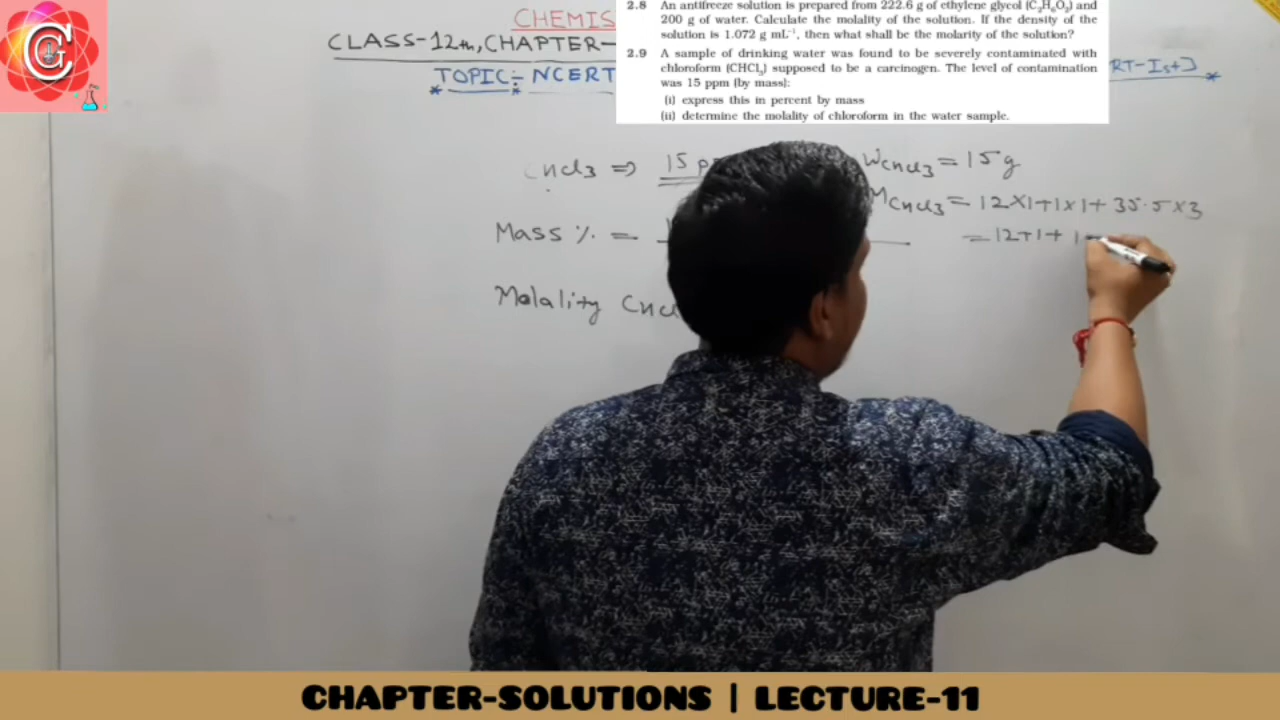 CHEMIS
CLASS-12th, CHAPTER-
TOPIC:- NCERT
RT-Ist]
2.8 An antifreeze solution is prepared from 222.6 g of ethylene glycol (C₂H₆O₂) and
200 g of water. Calculate the molality of the solution. If the density of the
solution is 1.072 g mL⁻¹, then what shall be the molarity of the solution?
2.9 A sample of drinking water was found to be severely contaminated with
chloroform (CHCl₃) supposed to be a carcinogen. The level of contamination
was 15 ppm (by mass):
(i) express this in percent by mass
(ii) determine the molality of chloroform in the water sample.
CHCl3 ⇒ 15 p
WCHCl3 = 15g
MCHCl3 = 12×1+1×1+35.5×3
Mass % =
= 12+1+ 1
Molality CHCl
CHAPTER-SOLUTIONS | LECTURE-11